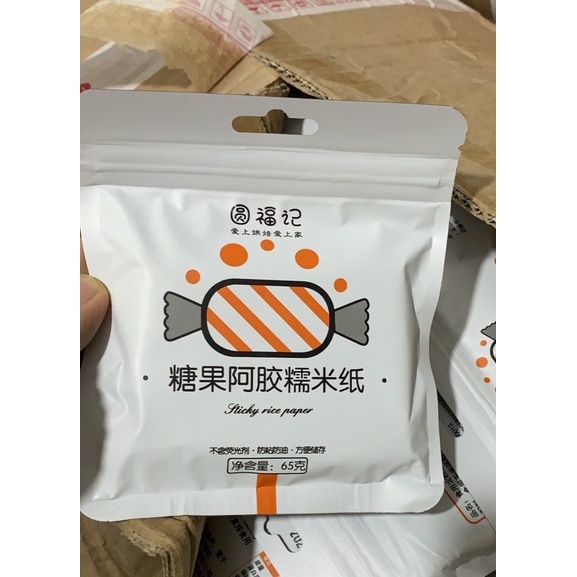 圆福记
爱上烘焙爱上家
·糖果阿胶糯米纸·
Sticky rice paper
不含荧光剂·防粘防油·方便储存
净含量：65克